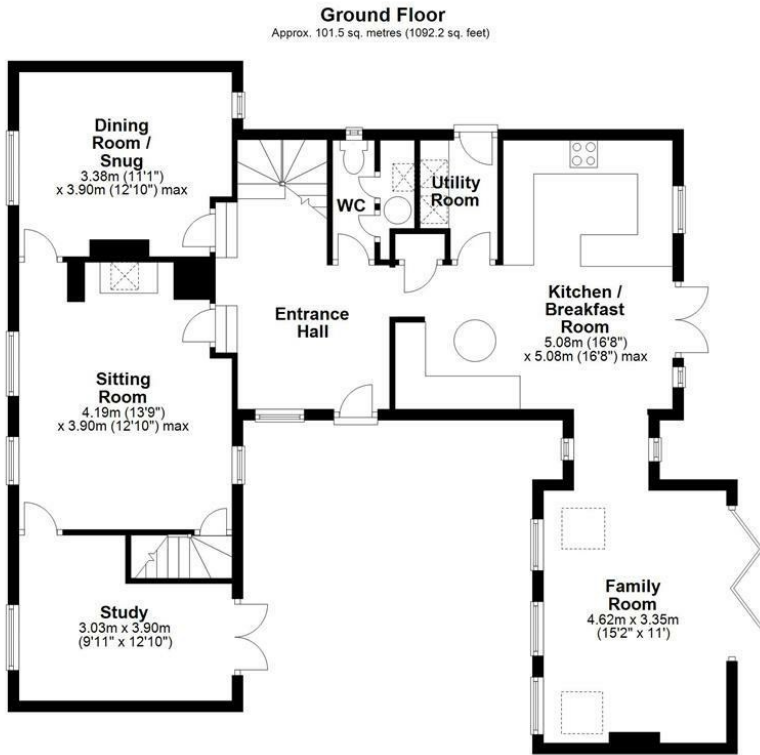 Ground Floor
Approx. 101.5 sq. metres (1092.2 sq. feet)
Dining
Room /
Snug
3.38m (11'1")
x 3.90m (12'10") max
WC
Utility
Room
Entrance
Hall
Kitchen /
Breakfast
Room
5.08m (16'8")
x 5.08m (16'8") max
Sitting
Room
4.19m (13'9")
x 3.90m (12'10") max
Study
3.03m x 3.90m
(9'11" x 12'10")
Family
Room
4.62m x 3.35m
(15'2" x 11')